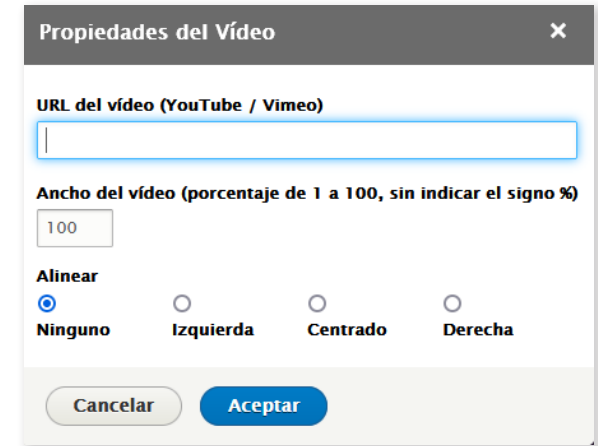 Propiedades del Vídeo ×
URL del vídeo (YouTube / Vimeo)
Ancho del vídeo (porcentaje de 1 a 100, sin indicar el signo %)
100
Alinear
Ninguno Izquierda Centrado Derecha
Cancelar Aceptar